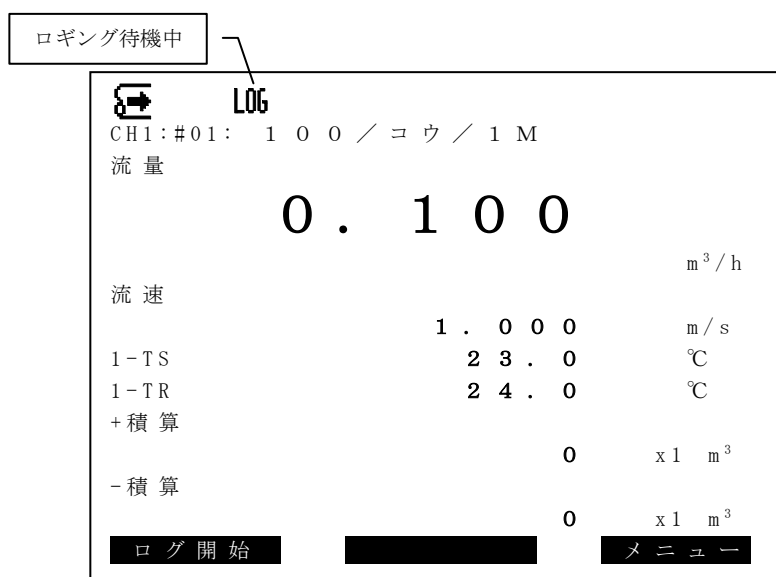 ロギング待機中
LOG
CH1:#01: 100/コウ/1M
流量
0.100
m³/h
流速
1.000 m/s
1-TS 23.0 ℃
1-TR 24.0 ℃
+積算
0 x1 m³
-積算
0 x1 m³
ログ開始 メニュー